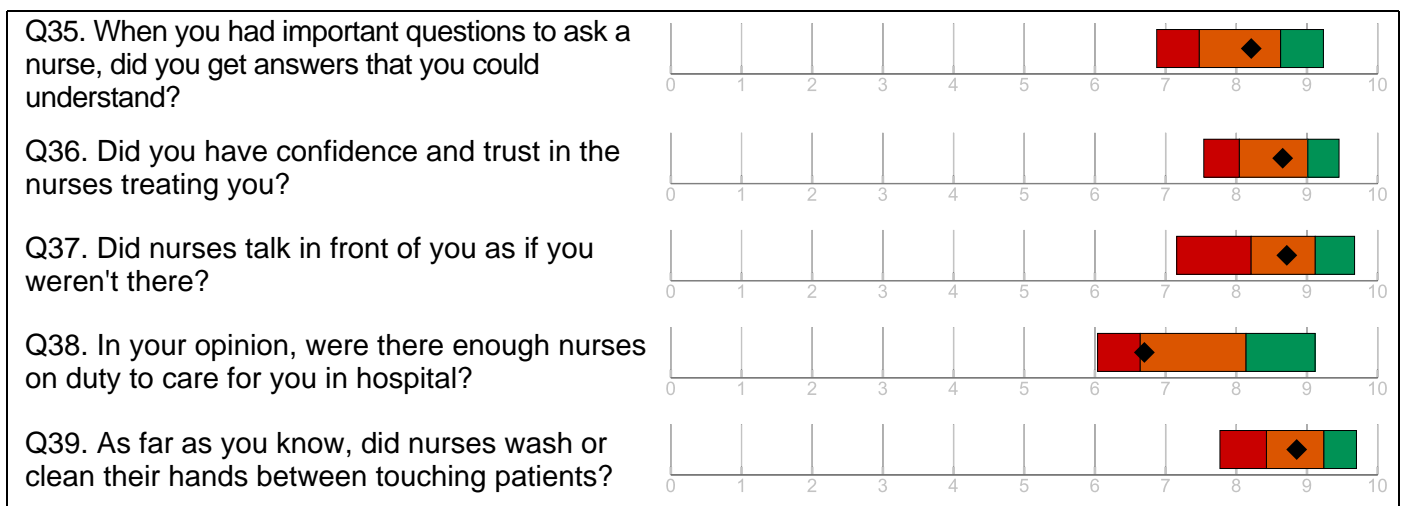 Q35. When you had important questions to ask a
nurse, did you get answers that you could
understand?
0 1 2 3 4 5 6 7 8 9 10
Q36. Did you have confidence and trust in the
nurses treating you?
0 1 2 3 4 5 6 7 8 9 10
Q37. Did nurses talk in front of you as if you
weren't there?
0 1 2 3 4 5 6 7 8 9 10
Q38. In your opinion, were there enough nurses
on duty to care for you in hospital?
0 1 2 3 4 5 6 7 8 9 10
Q39. As far as you know, did nurses wash or
clean their hands between touching patients?
0 1 2 3 4 5 6 7 8 9 10